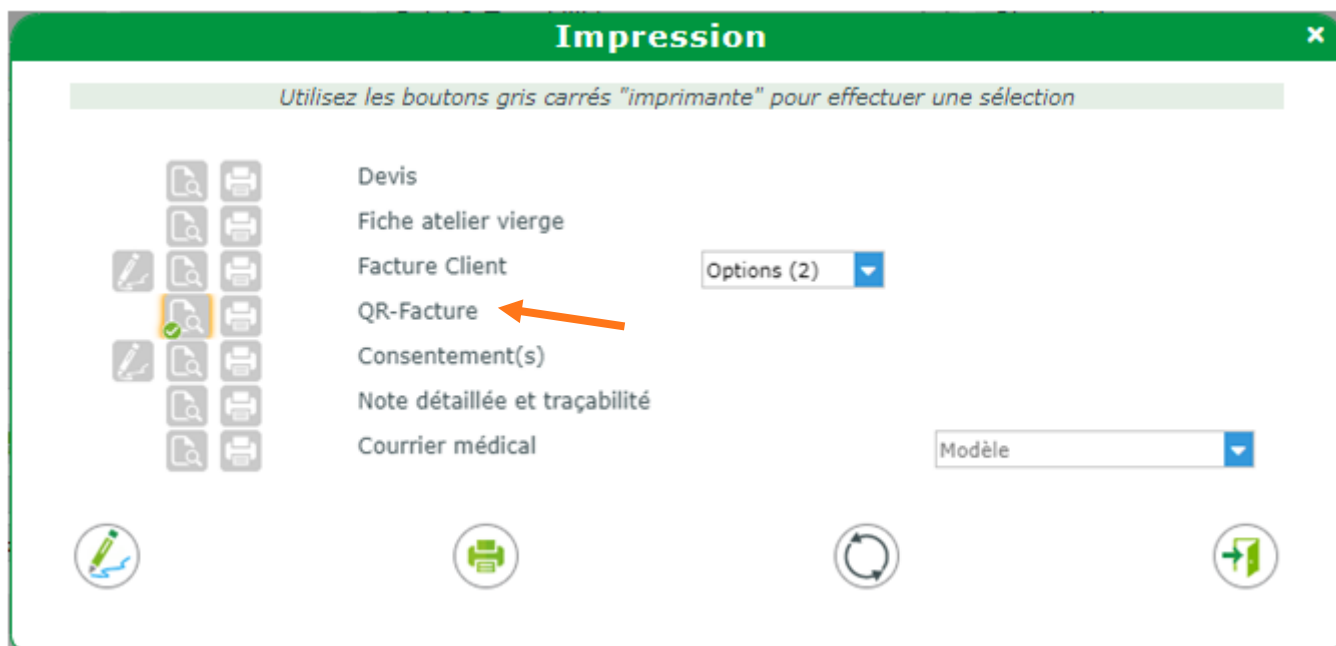 Impression
Utilisez les boutons gris carrés "imprimante" pour effectuer une sélection
Devis
Fiche atelier vierge
Facture Client
Options (2)
QR-Facture
Consentement(s)
Note détaillée et traçabilité
Courrier médical
Modèle